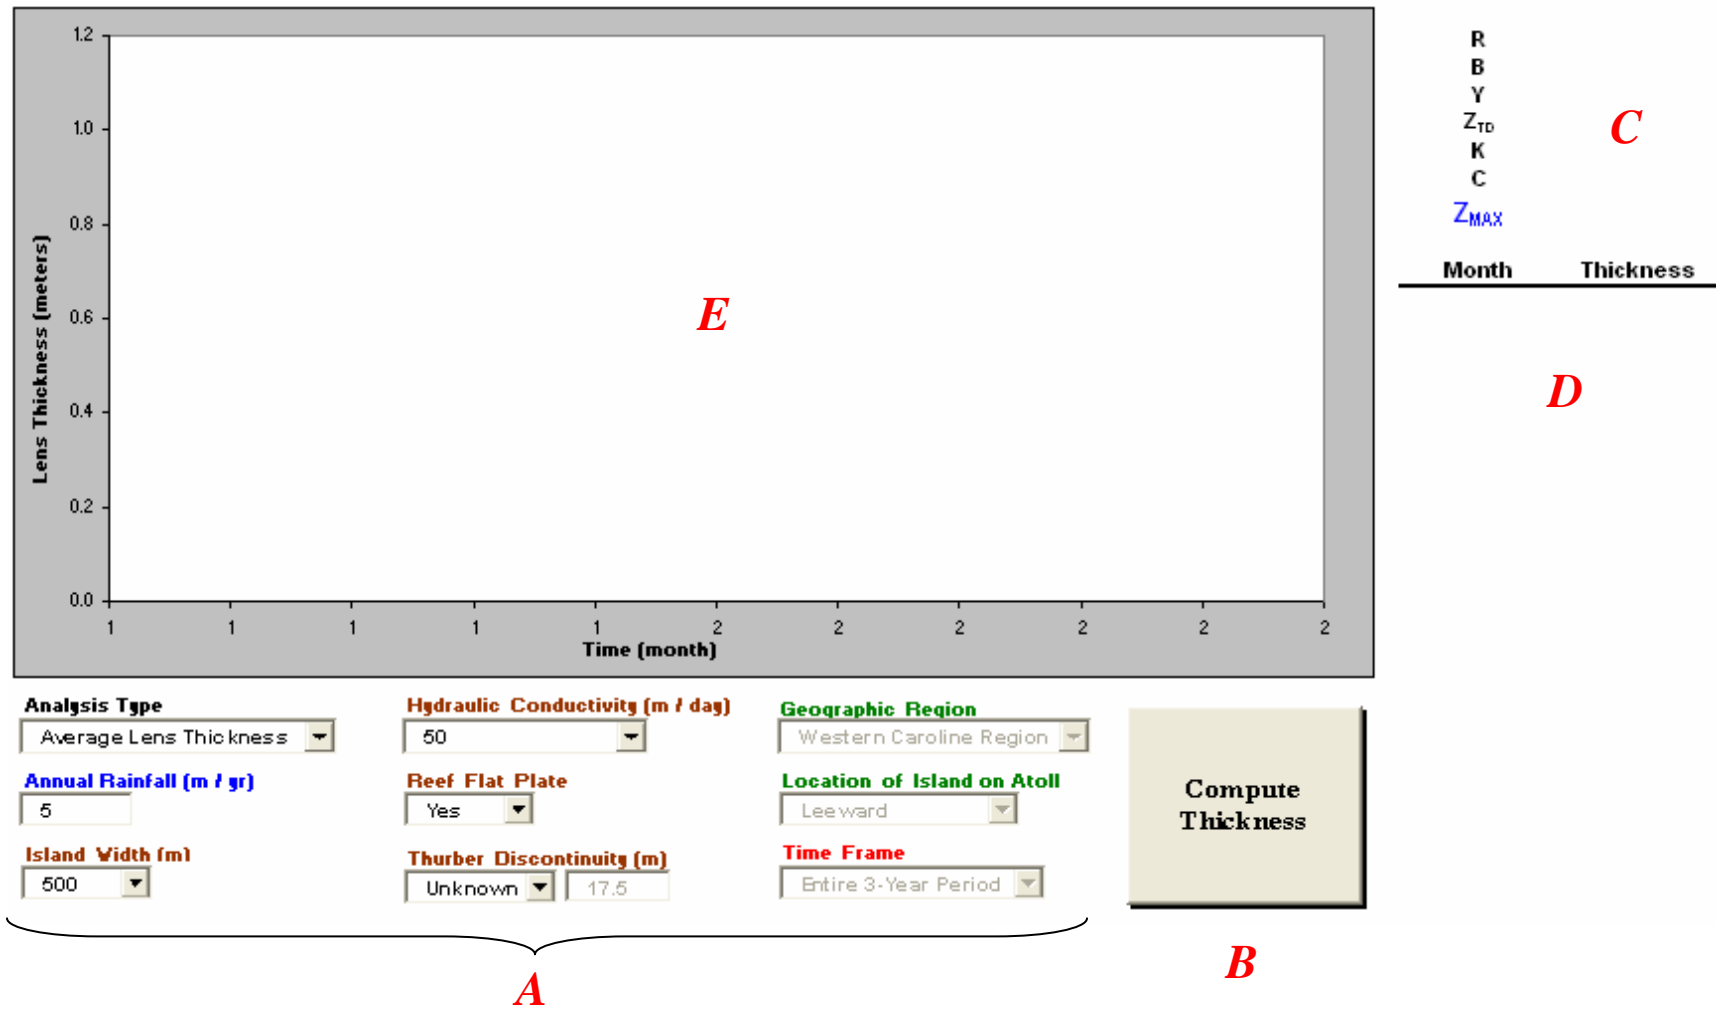 1.2
1.0
0.8
0.6
0.4
0.2
0.0
Lens Thickness (meters)
E
1 1 1 1 1 2 2 2 2 2 2
Time (month)
R
B
Y
Z_TD
K
C
Z_MAX
C
Month Thickness
D
Analysis Type
Average Lens Thickness
Annual Rainfall (m / yr)
5
Island Width (m)
500
Hydraulic Conductivity (m / day)
50
Reef Flat Plate
Yes
Thurber Discontinuity (m)
Unknown 17.5
Geographic Region
Western Caroline Region
Location of Island on Atoll
Leeward
Time Frame
Entire 3-Year Period
Compute
Thickness
A
B